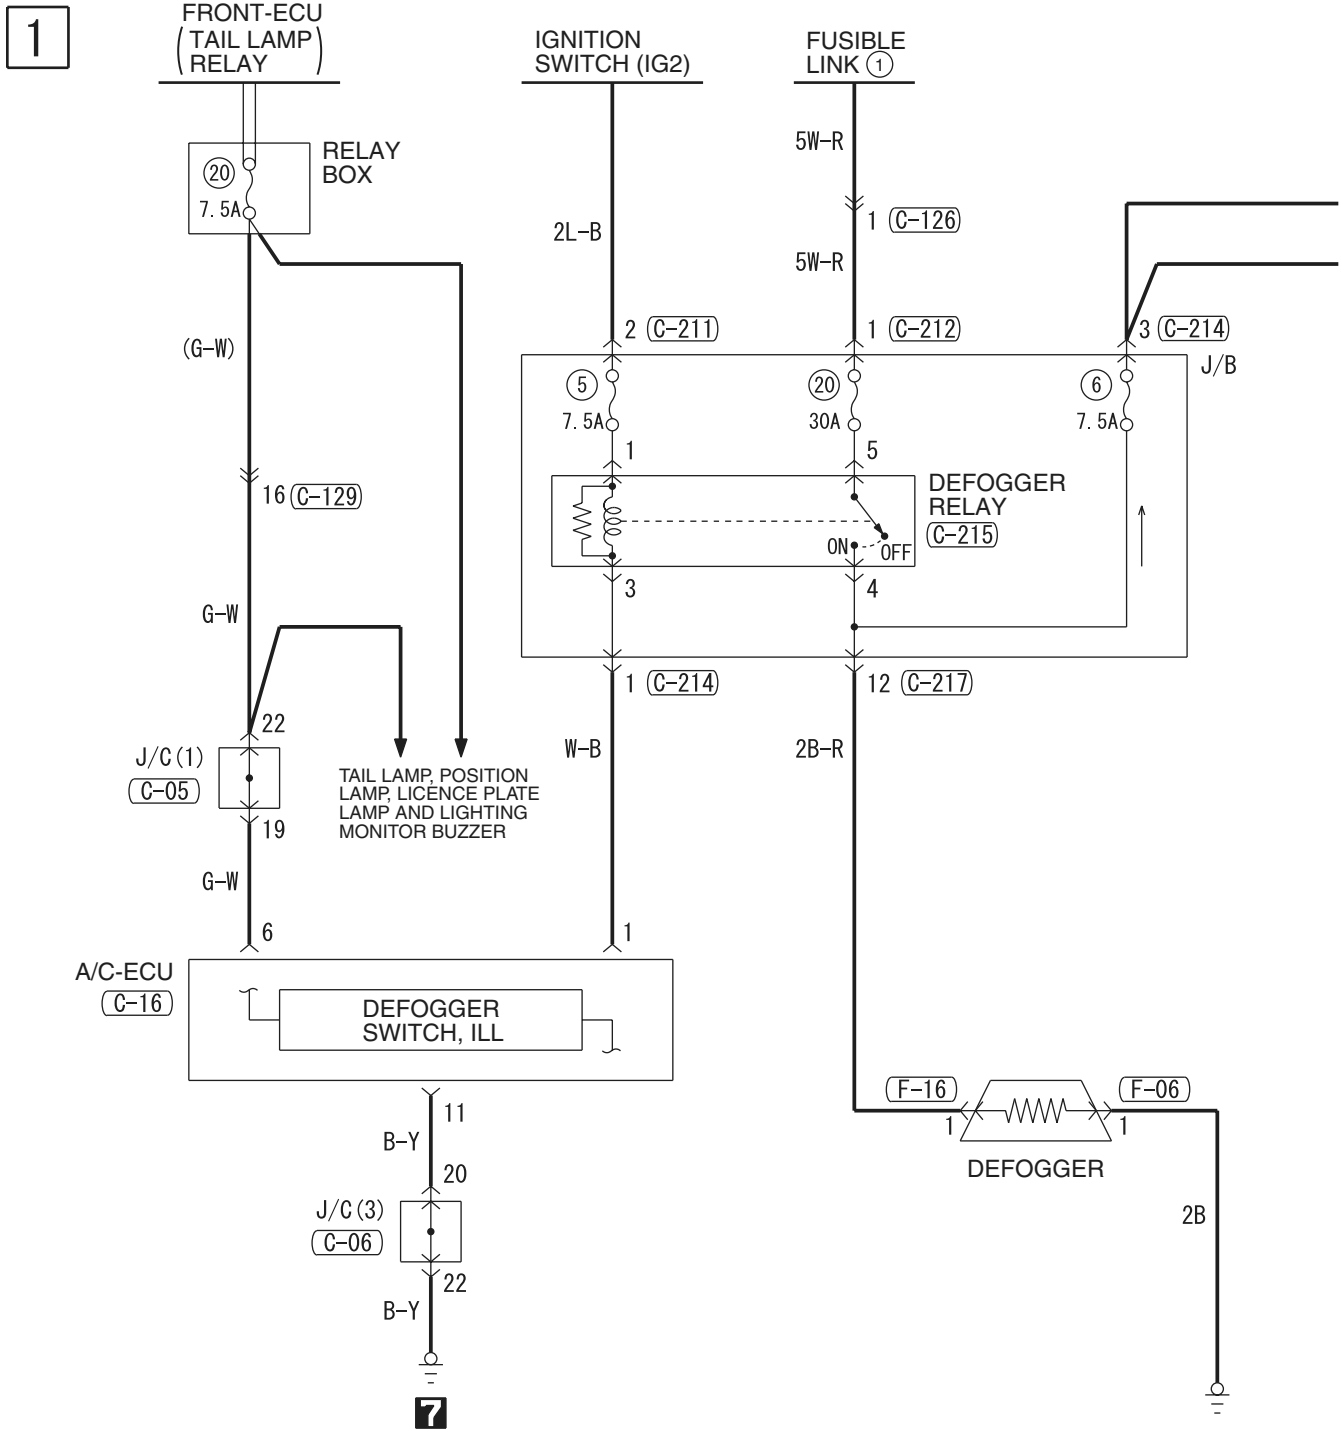 1
FRONT-ECU
(TAIL LAMP
RELAY)
IGNITION
SWITCH (IG2)
FUSIBLE
LINK ①
RELAY
BOX
20
7.5A
5W-R
1 C-126
2L-B
5W-R
2 C-211
1 C-212
3 C-214
(G-W)
J/B
5
7.5A
20
30A
6
7.5A
1
5
DEFOGGER
RELAY
C-215
16 C-129
ON
OFF
3
4
G-W
1 C-214
12 C-217
22
J/C(1)
C-05
W-B
2B-R
TAIL LAMP, POSITION
LAMP, LICENCE PLATE
LAMP AND LIGHTING
MONITOR BUZZER
19
G-W
6
1
A/C-ECU
C-16
DEFOGGER
SWITCH, ILL
F-16
F-06
1
1
DEFOGGER
11
B-Y
20
J/C(3)
C-06
2B
22
B-Y
7